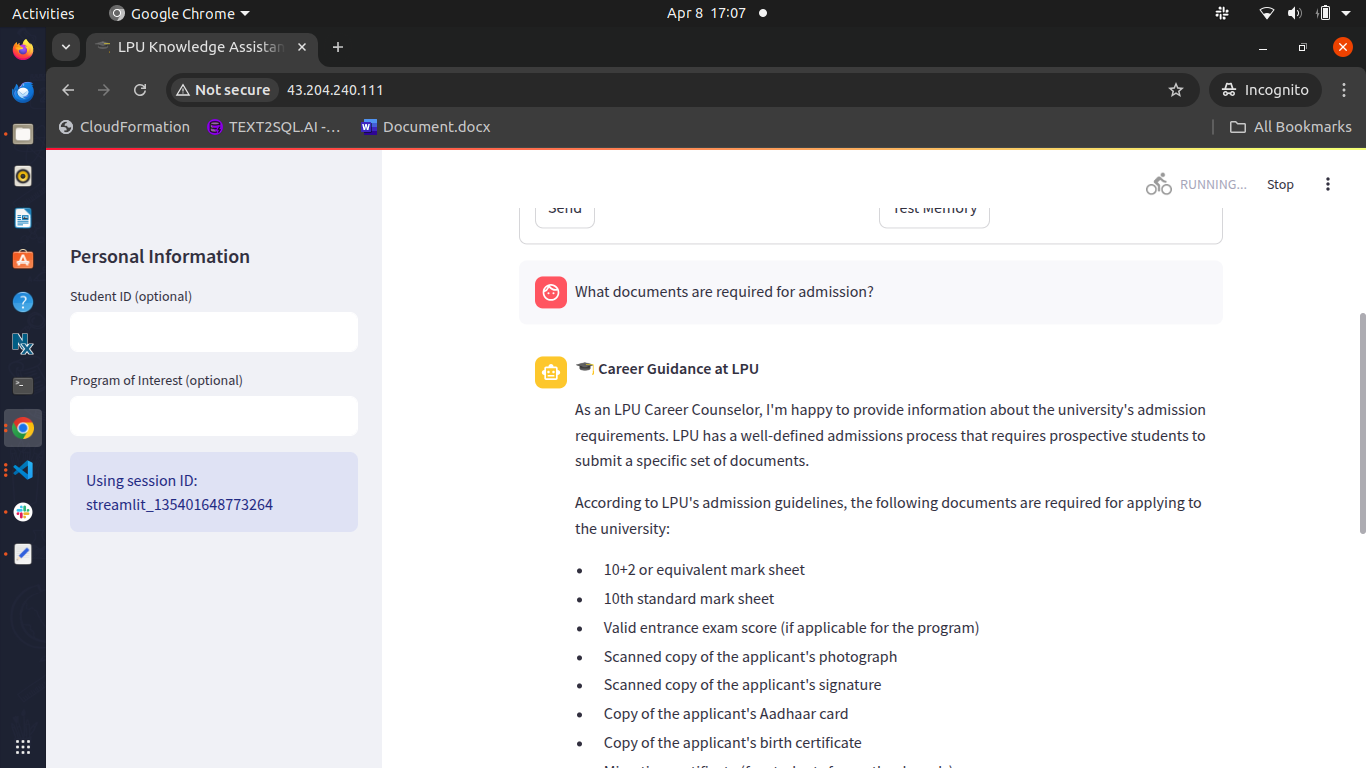 Activities
Google Chrome
Apr 8 17:07
LPU Knowledge Assistan
Not secure
43.204.240.111
Incognito
CloudFormation
TEXT2SQL.AI -...
Document.docx
All Bookmarks
RUNNING...
Stop
Personal Information
Student ID (optional)
Program of Interest (optional)
Using session ID:
streamlit_135401648773264
Send
Test Memory
What documents are required for admission?
Career Guidance at LPU
As an LPU Career Counselor, I'm happy to provide information about the university's admission
requirements. LPU has a well-defined admissions process that requires prospective students to
submit a specific set of documents.
According to LPU's admission guidelines, the following documents are required for applying to
the university:
• 10+2 or equivalent mark sheet
• 10th standard mark sheet
• Valid entrance exam score (if applicable for the program)
• Scanned copy of the applicant's photograph
• Scanned copy of the applicant's signature
• Copy of the applicant's Aadhaar card
• Copy of the applicant's birth certificate